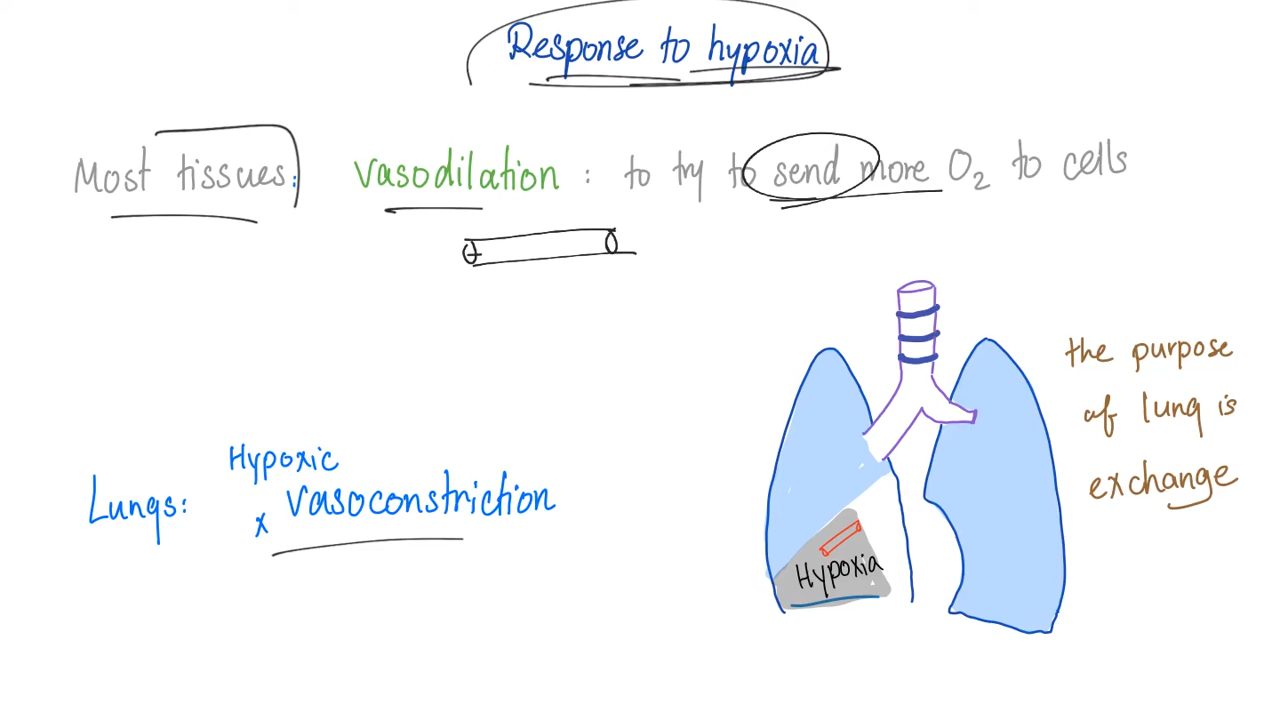 Response to hypoxia
Most tissues: vasodilation : to try to send more O₂ to cells
the purpose
of lung is
exchange
Hypoxic
Lungs: x vasoconstriction
Hypoxia